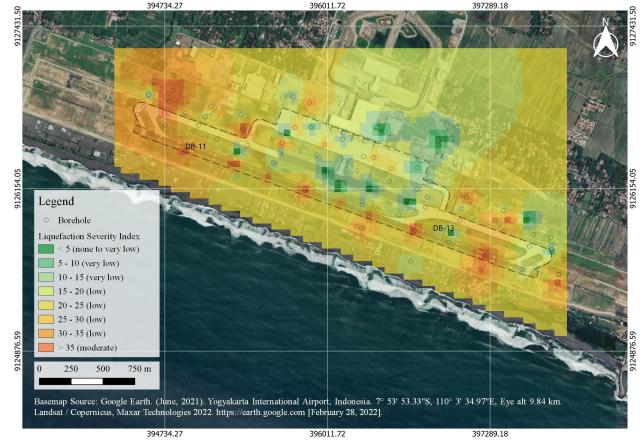 394734.27 396011.72 397289.18
9127431.50 9127431.50
N
DB-11
9126154.05 9126154.05
DB-13
Legend
Borehole
Liquefaction Severity Index
< 5 (none to very low)
5 - 10 (very low)
10 - 15 (very low)
15 - 20 (low)
20 - 25 (low)
25 - 30 (low)
30 - 35 (low)
> 35 (moderate)
9124876.59 9124876.59
0 250 500 750 m
Basemap Source: Google Earth. (June, 2021). Yogyakarta International Airport, Indonesia. 7° 53' 53.33"S, 110° 3' 34.97"E, Eye alt 9.84 km.
Landsat / Copernicus, Maxar Technologies 2022. https://earth.google.com [February 28, 2022].
394734.27 396011.72 397289.18